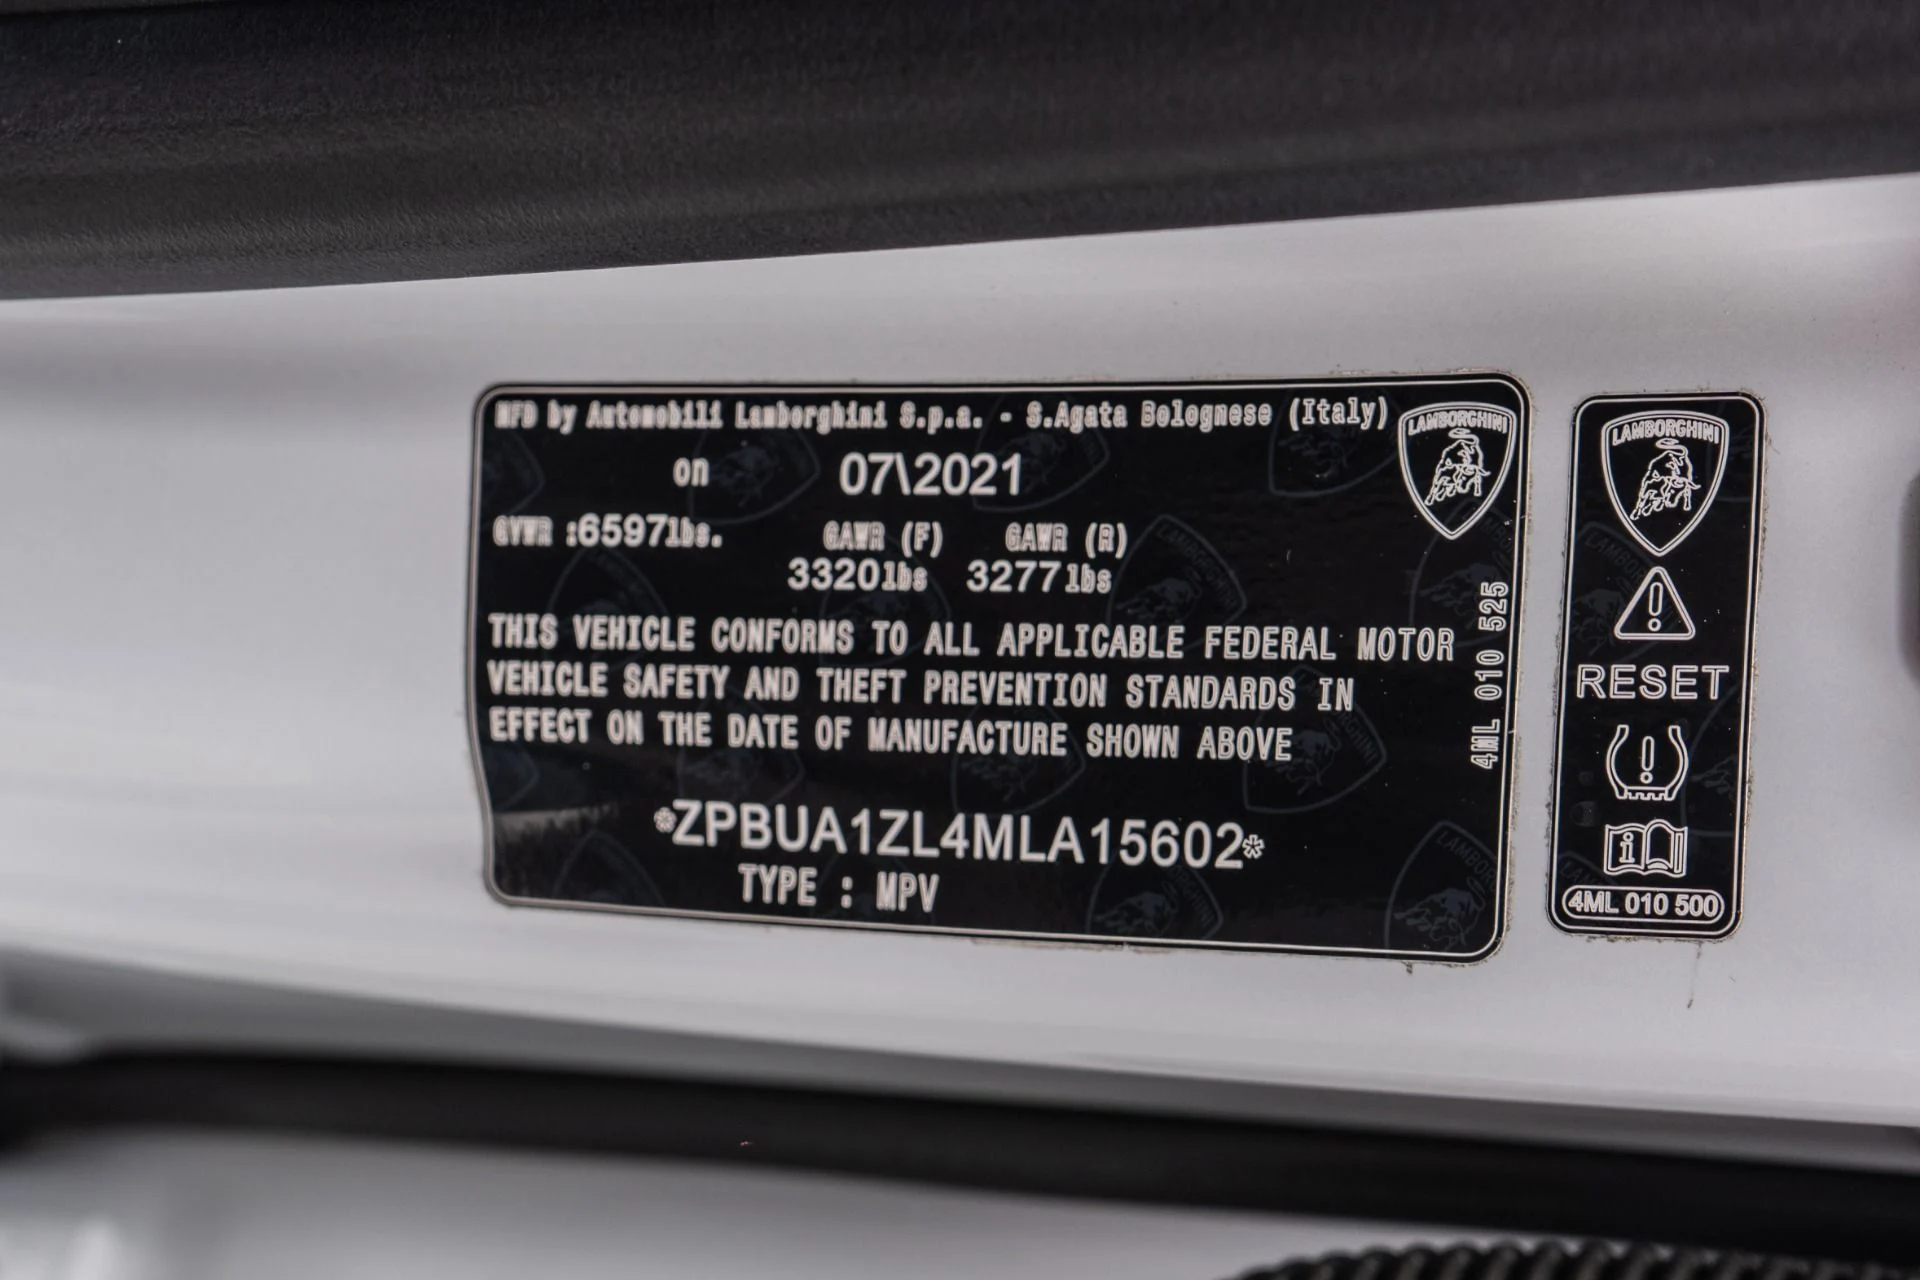 MFD by Automobili Lamborghini S.p.a. - S.Agata Bolognese (Italy)
on 07\2021
GVWR :6597lbs. GAWR (F) GAWR (R)
3320lbs 3277lbs
THIS VEHICLE CONFORMS TO ALL APPLICABLE FEDERAL MOTOR
VEHICLE SAFETY AND THEFT PREVENTION STANDARDS IN
EFFECT ON THE DATE OF MANUFACTURE SHOWN ABOVE
*ZPBUA1ZL4MLA15602*
TYPE : MPV
LAMBORGHINI
4ML 010 525
LAMBORGHINI
RESET
4ML 010 500